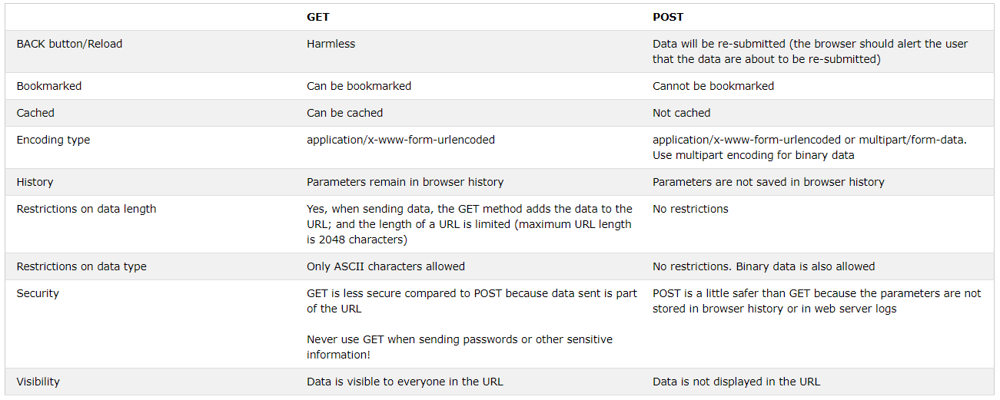 GET POST
BACK button/Reload Harmless Data will be re-submitted (the browser should alert the user
that the data are about to be re-submitted)
Bookmarked Can be bookmarked Cannot be bookmarked
Cached Can be cached Not cached
Encoding type application/x-www-form-urlencoded application/x-www-form-urlencoded or multipart/form-data.
Use multipart encoding for binary data
History Parameters remain in browser history Parameters are not saved in browser history
Restrictions on data length Yes, when sending data, the GET method adds the data to the No restrictions
URL; and the length of a URL is limited (maximum URL length
is 2048 characters)
Restrictions on data type Only ASCII characters allowed No restrictions. Binary data is also allowed
Security GET is less secure compared to POST because data sent is part POST is a little safer than GET because the parameters are not
of the URL stored in browser history or in web server logs
Never use GET when sending passwords or other sensitive
information!
Visibility Data is visible to everyone in the URL Data is not displayed in the URL